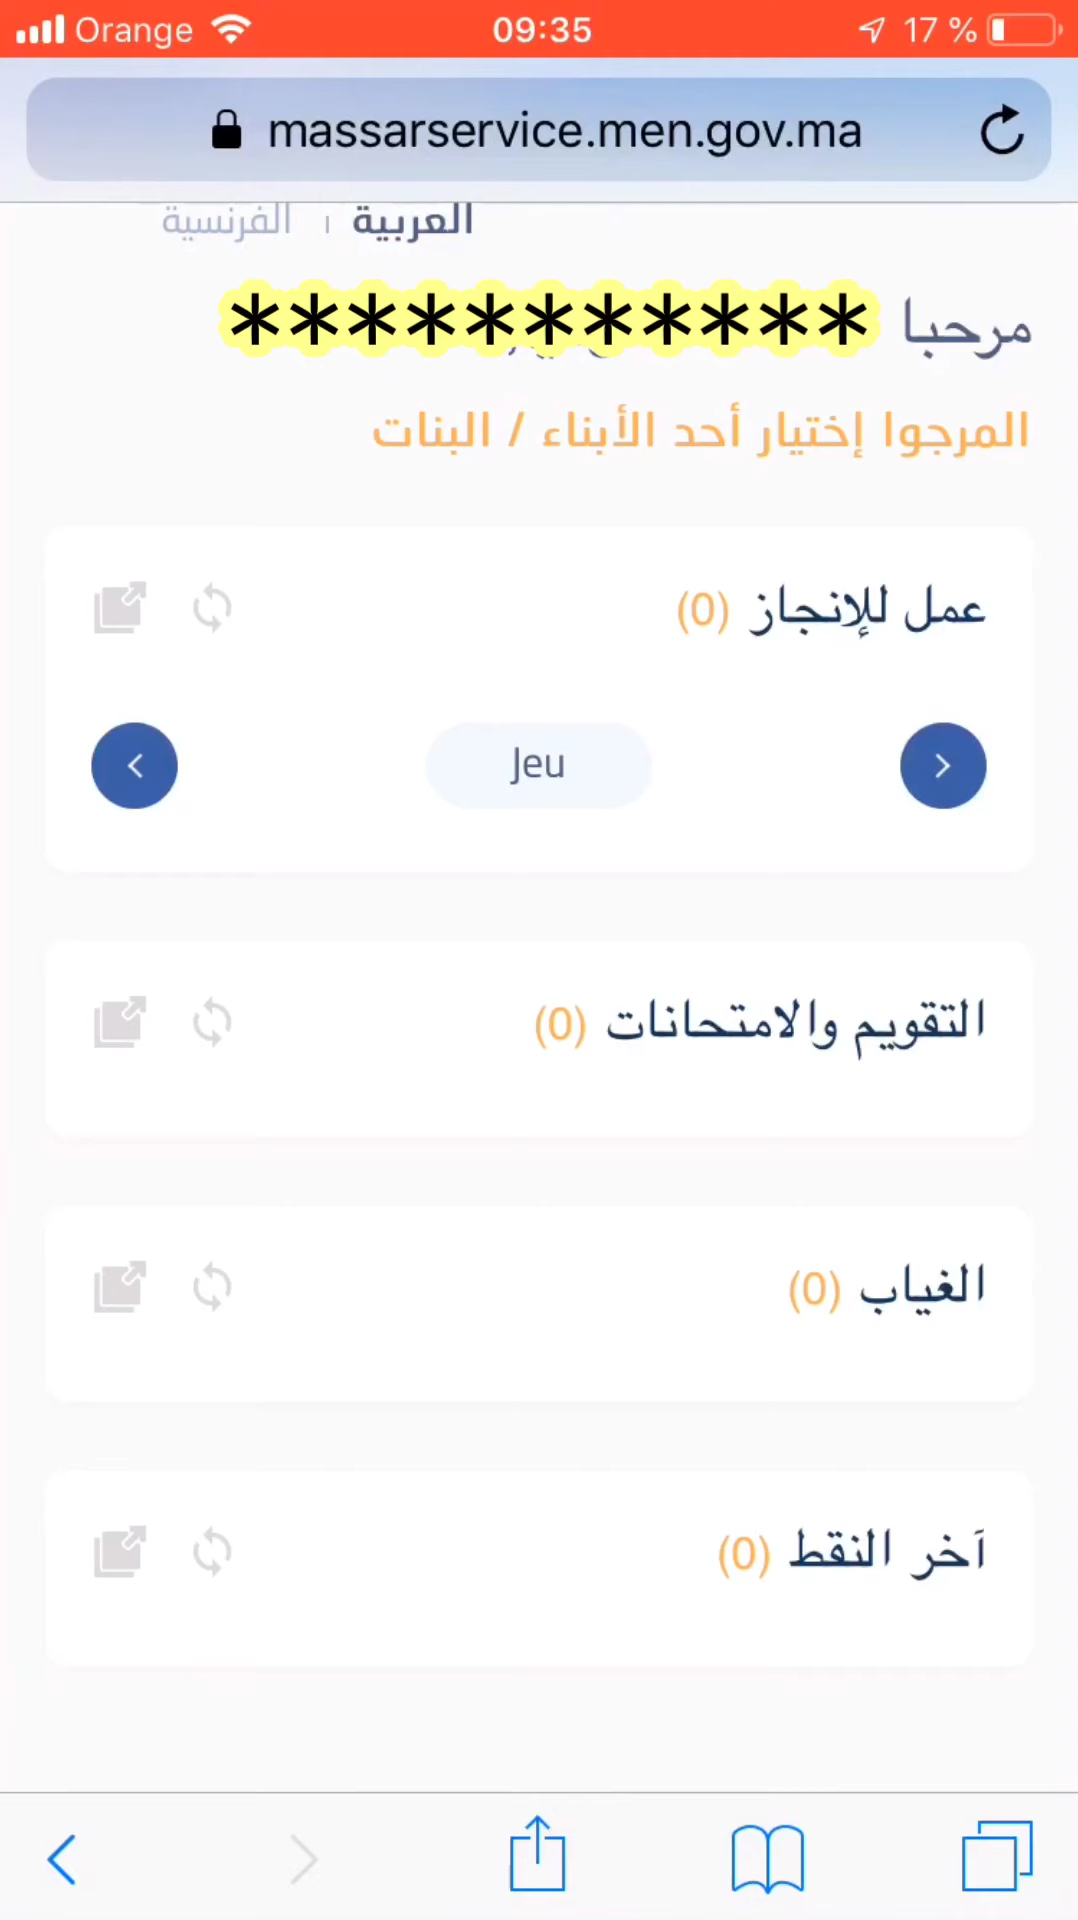 Orange 09:35 17 %
massarservice.men.gov.ma
العربية | الفرنسية
مرحبا ***********
المرجوا إختيار أحد الأبناء / البنات
عمل للإنجاز (0)
Jeu
التقويم والامتحانات (0)
الغياب (0)
آخر النقط (0)